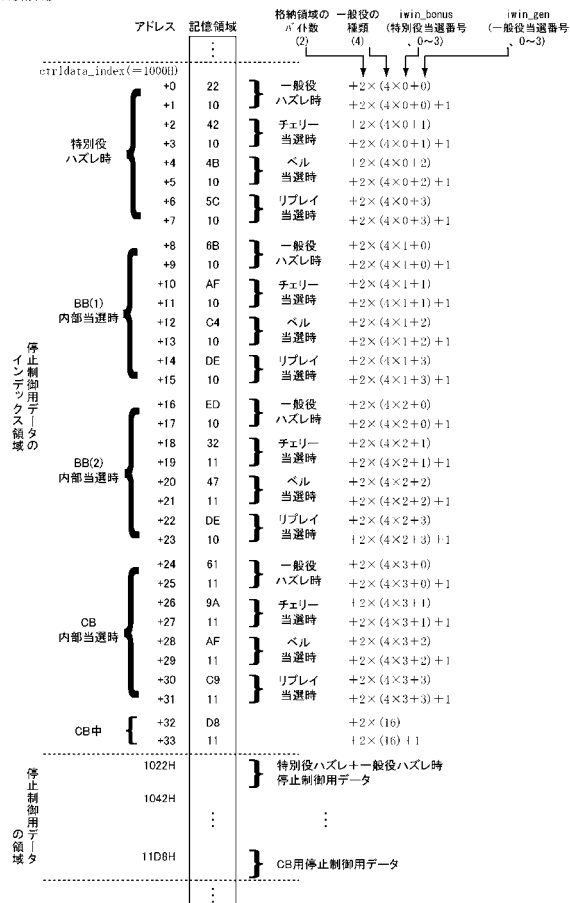 格納領域の 一般役の iwin_bonus iwin_gen
アドレス 記憶領域 バイト数 種類 (特別役当選番号 (一般役当選番号
(2) (4) 、0~3) 、0~3)
⋮
ctrldata_index(=1000H)
+0 22 一般役 +2×(4×0+0)
+1 10 ハズレ時 +2×(4×0+0)+1
+2 42 チェリー +2×(4×0+1)
特別役 +3 10 当選時 +2×(4×0+1)+1
ハズレ時 +4 4B ベル +2×(4×0+2)
+5 10 当選時 +2×(4×0+2)+1
+6 5C リプレイ +2×(4×0+3)
+7 10 当選時 +2×(4×0+3)+1
+8 6B 一般役 +2×(4×1+0)
+9 10 ハズレ時 +2×(4×1+0)+1
+10 AF チェリー +2×(4×1+1)
BB(1) +11 10 当選時 +2×(4×1+1)+1
内部当選時 +12 C4 ベル +2×(4×1+2)
+13 10 当選時 +2×(4×1+2)+1
+14 DE リプレイ +2×(4×1+3)
+15 10 当選時 +2×(4×1+3)+1
停止制御用データの
インデックス領域
+16 ED 一般役 +2×(4×2+0)
+17 10 ハズレ時 +2×(4×2+0)+1
+18 32 チェリー +2×(4×2+1)
BB(2) +19 11 当選時 +2×(4×2+1)+1
内部当選時 +20 47 ベル +2×(4×2+2)
+21 11 当選時 +2×(4×2+2)+1
+22 DE リプレイ +2×(4×2+3)
+23 10 当選時 +2×(4×2+3)+1
+24 61 一般役 +2×(4×3+0)
+25 11 ハズレ時 +2×(4×3+0)+1
+26 9A チェリー +2×(4×3+1)
CB +27 11 当選時 +2×(4×3+1)+1
内部当選時 +28 AF ベル +2×(4×3+2)
+29 11 当選時 +2×(4×3+2)+1
+30 C9 リプレイ +2×(4×3+3)
+31 11 当選時 +2×(4×3+3)+1
CB中 +32 D8 +2×(16)
+33 11 +2×(16)+1
停止制御用データ
の領域
1022H 特別役ハズレ+一般役ハズレ時
停止制御用データ
1042H
⋮ ⋮
11D8H CB用停止制御用データ
⋮